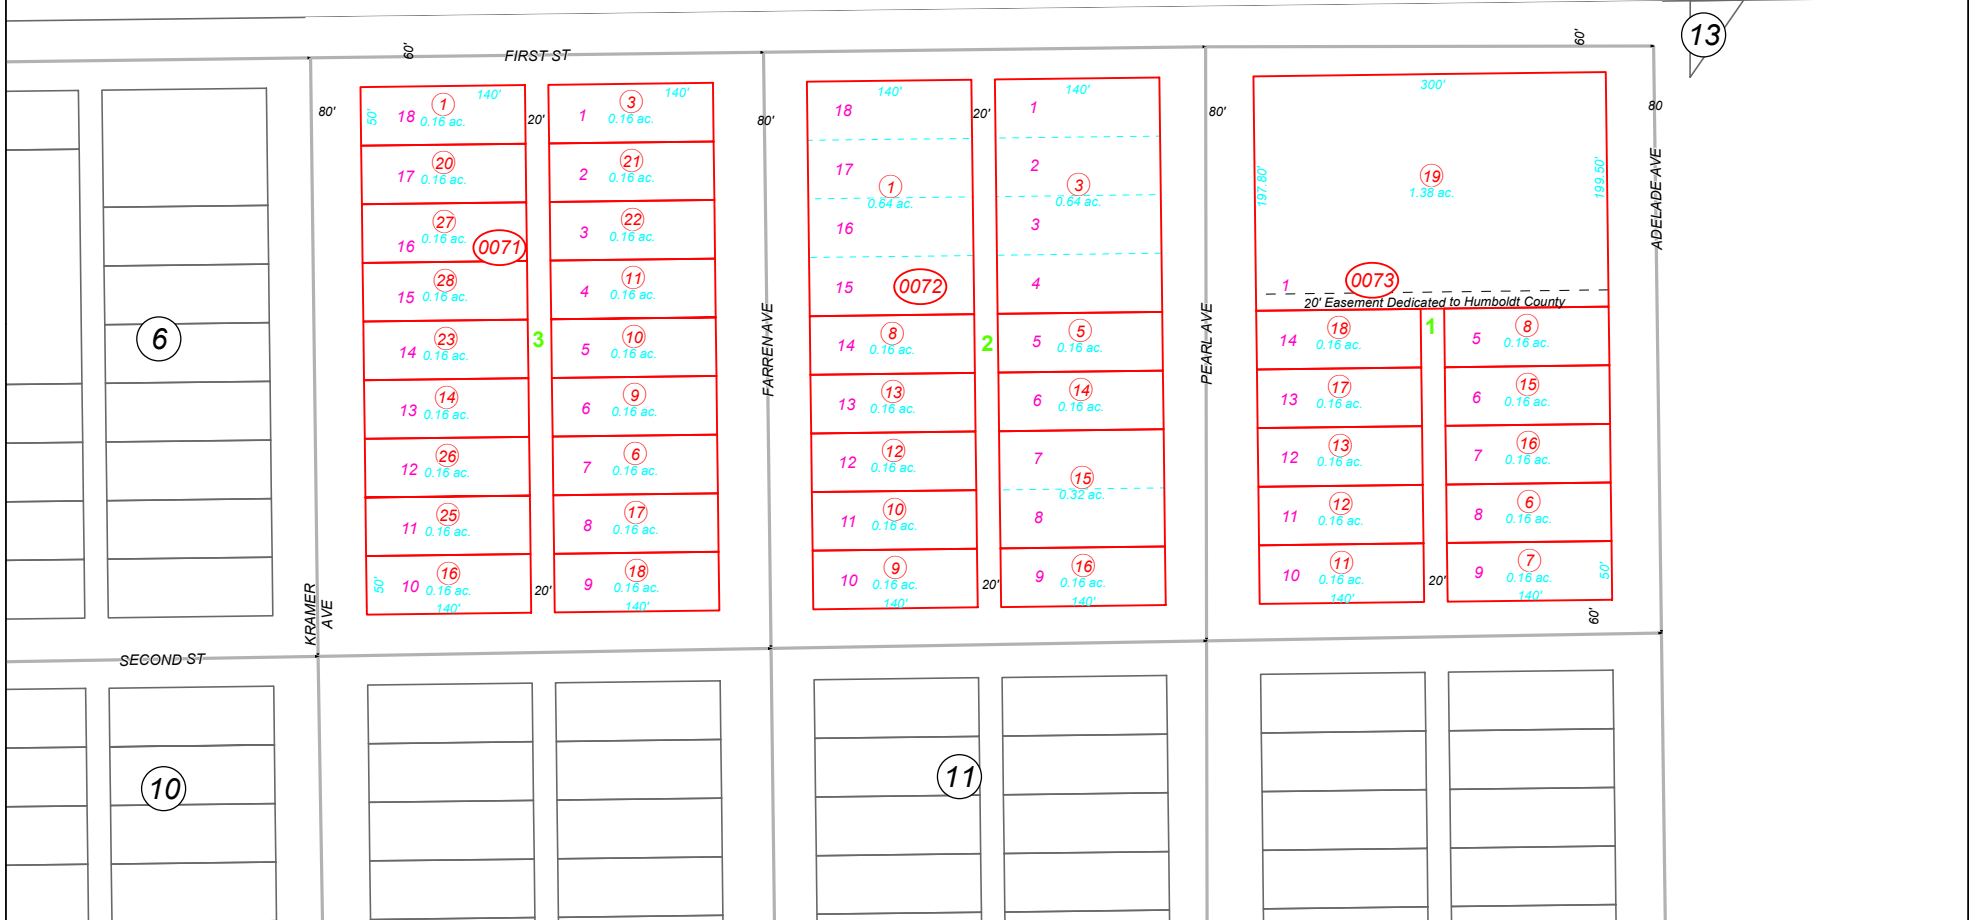 13
60'
FIRST ST
60'
140'
140'
140'
140'
300'
80'
50'
18
1
0.16 ac.
20'
1
3
0.16 ac.
80'
18
20'
1
80'
80
17
20
0.16 ac.
2
21
0.16 ac.
17
1
0.64 ac.
2
3
0.64 ac.
197.80'
19
1.38 ac.
199.50'
ADELADE AVE
16
27
0.16 ac.
0071
3
22
0.16 ac.
16
3
15
28
0.16 ac.
4
11
0.16 ac.
15
0072
4
1
0073
20' Easement Dedicated to Humboldt County
6
14
23
0.16 ac.
3
5
10
0.16 ac.
FARREN AVE
14
8
0.16 ac.
2
5
5
0.16 ac.
PEARL AVE
14
18
0.16 ac.
1
5
8
0.16 ac.
13
14
0.16 ac.
6
9
0.16 ac.
13
13
0.16 ac.
6
14
0.16 ac.
13
17
0.16 ac.
6
15
0.16 ac.
12
26
0.16 ac.
7
6
0.16 ac.
12
12
0.16 ac.
7
15
0.32 ac.
12
13
0.16 ac.
7
16
0.16 ac.
11
25
0.16 ac.
8
17
0.16 ac.
11
10
0.16 ac.
8
11
12
0.16 ac.
8
6
0.16 ac.
50'
10
16
0.16 ac.
140'
20'
9
18
0.16 ac.
140'
10
9
0.16 ac.
140'
20'
9
16
0.16 ac.
140'
10
11
0.16 ac.
140'
20'
9
7
0.16 ac.
140'
50'
60'
KRAMER
AVE
SECOND ST
10
11